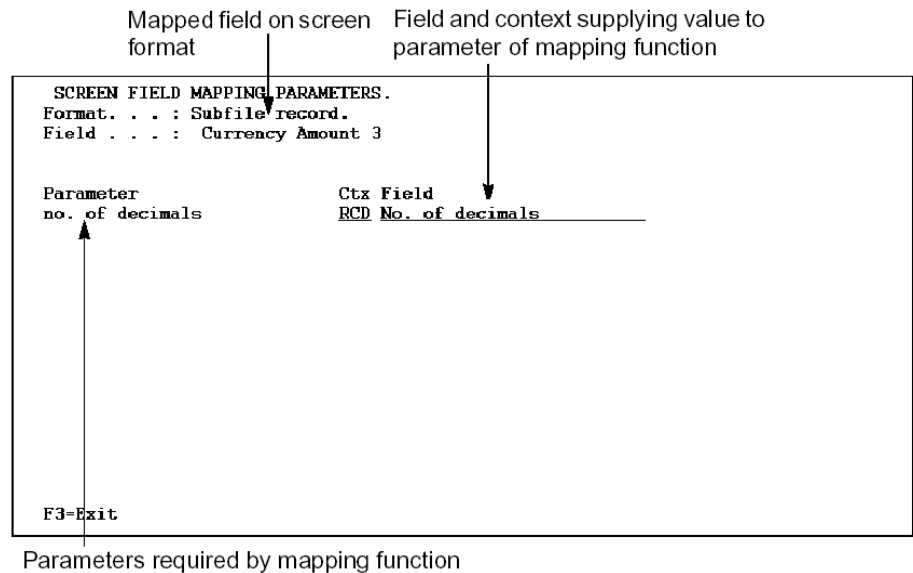 Mapped field on screen format
Field and context supplying value to parameter of mapping function
SCREEN FIELD MAPPING PARAMETERS.
Format. . . : Subfile record.
Field . . . : Currency Amount 3
Parameter Ctx Field
no. of decimals RCD No. of decimals
F3=Exit
Parameters required by mapping function